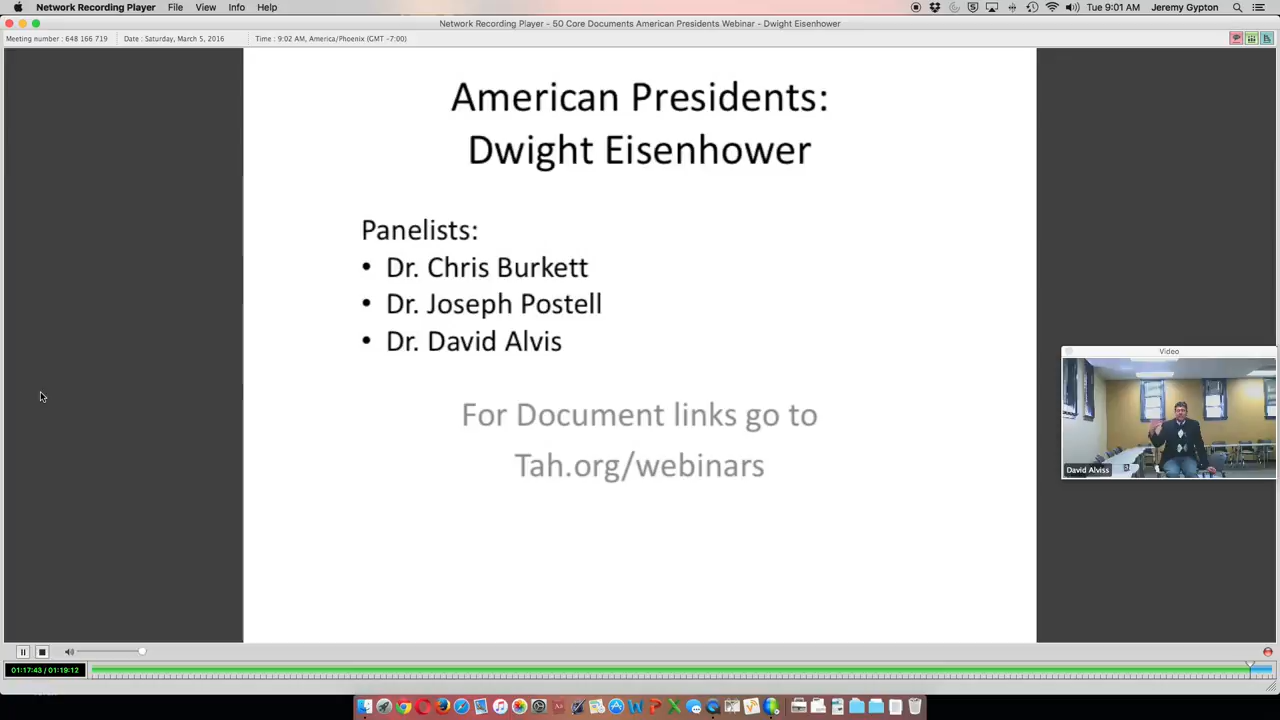 Network Recording Player File View Info Help Tue 9:01 AM Jeremy Gypton
Network Recording Player - 50 Core Documents American Presidents Webinar - Dwight Eisenhower
Meeting number : 648 166 719 Date : Saturday, March 5, 2016 Time : 9:02 AM, America/Phoenix (GMT -7:00)
American Presidents:
Dwight Eisenhower
Panelists:
• Dr. Chris Burkett
• Dr. Joseph Postell
• Dr. David Alvis
For Document links go to
Tah.org/webinars
Video
David Alviss
01:17:43 / 01:19:12